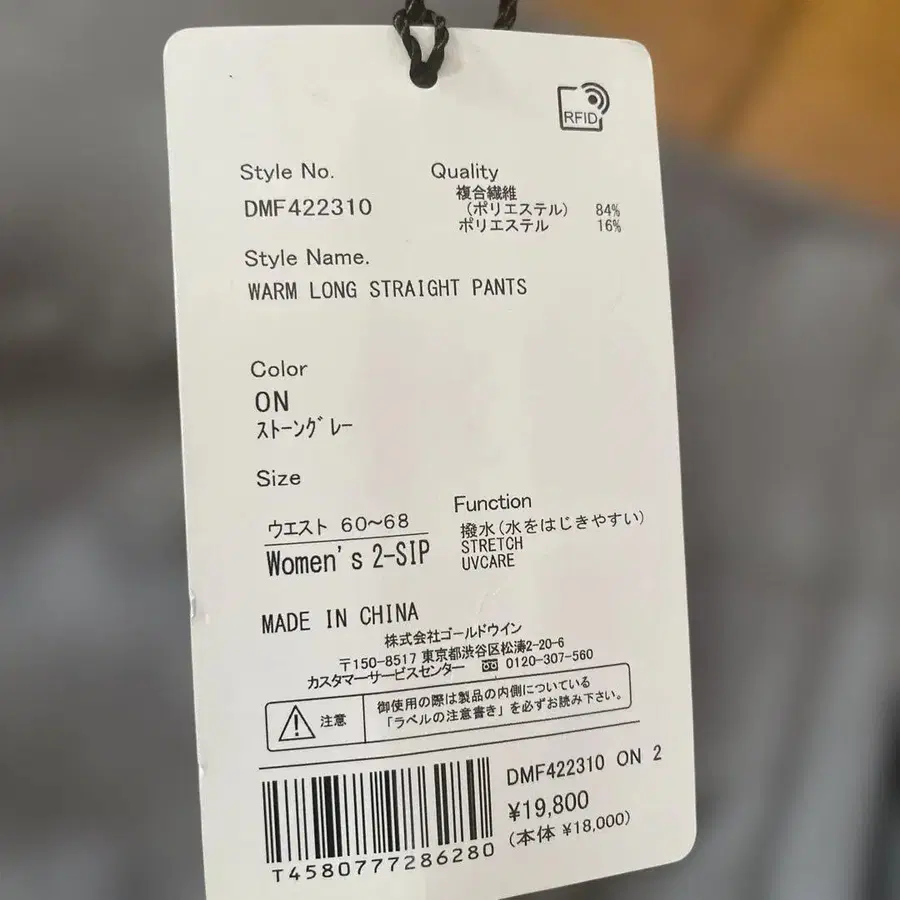 RFID
Style No.
DMF422310
Quality
複合繊維
(ポリエステル) 84%
ポリエステル 16%
Style Name.
WARM LONG STRAIGHT PANTS
Color
ON
ストーングレー
Size
ウエスト 60~68
Women's 2-SIP
Function
撥水(水をはじきやすい)
STRETCH
UVCARE
MADE IN CHINA
株式会社ゴールドウイン
〒150-8517 東京都渋谷区松濤2-20-6
カスタマーサービスセンター 0120-307-560
注意
御使用の際は製品の内側についている
「ラベルの注意書き」を必ずお読み下さい。
DMF422310 ON 2
¥19,800
(本体 ¥18,000)
T4580777286280